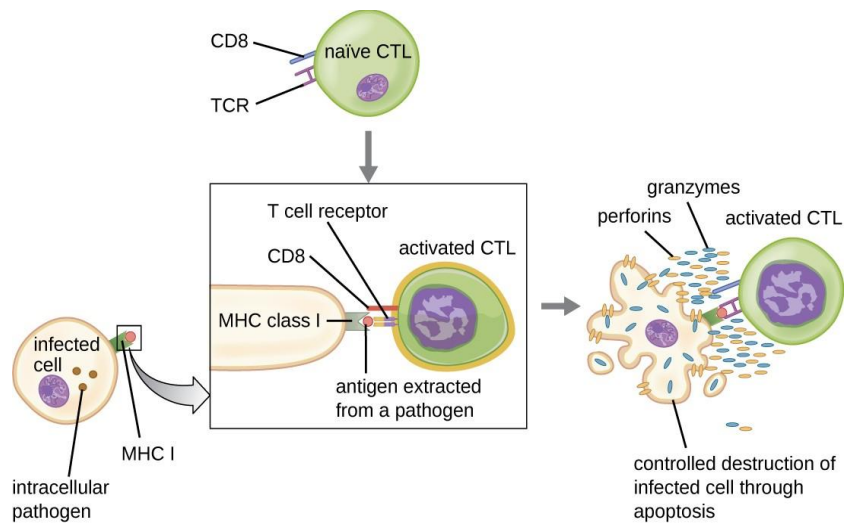 CD8
naïve CTL
TCR
T cell receptor
CD8
activated CTL
MHC class I
antigen extracted
from a pathogen
infected
cell
MHC I
intracellular
pathogen
granzymes
perforins
activated CTL
controlled destruction of
infected cell through
apoptosis